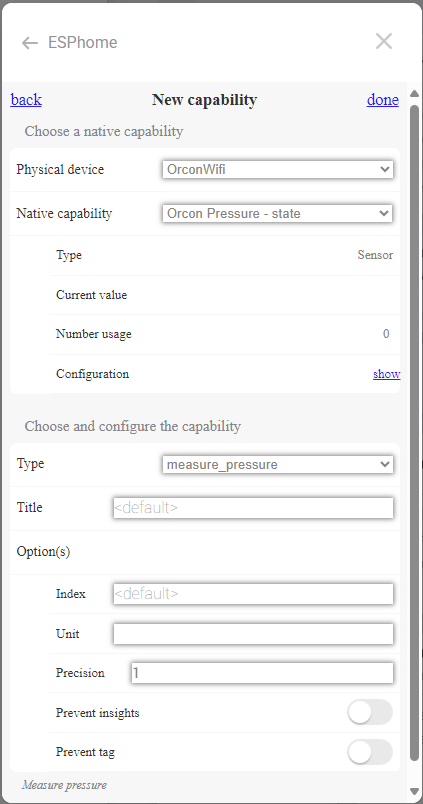 ESPhome
back New capability done
Choose a native capability
Physical device OrconWifi
Native capability Orcon Pressure - state
Type Sensor
Current value
Number usage 0
Configuration show
Choose and configure the capability
Type measure_pressure
Title <default>
Option(s)
Index <default>
Unit
Precision 1
Prevent insights
Prevent tag
Measure pressure